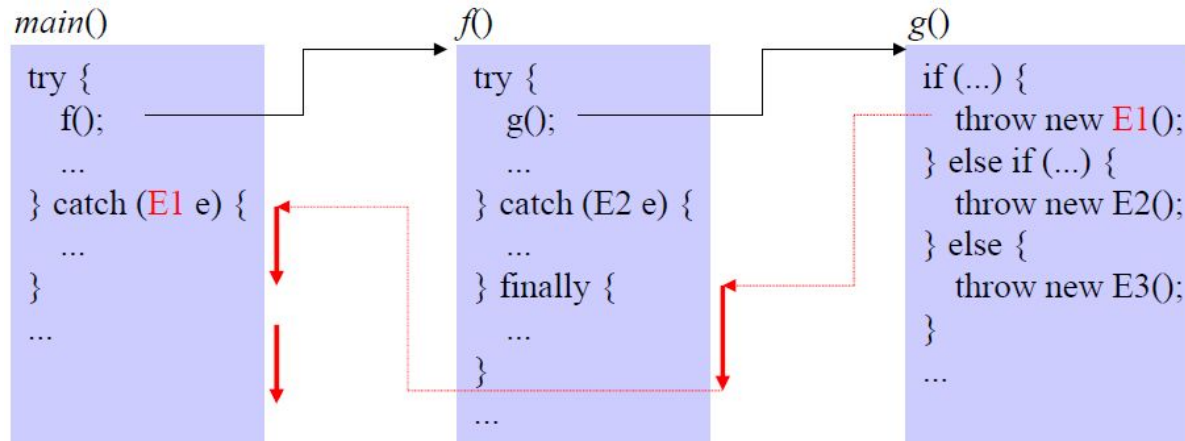 main()
try {
f();
...
} catch (E1 e) {
...
}
...
f()
try {
g();
...
} catch (E2 e) {
...
} finally {
...
}
...
g()
if (...) {
throw new E1();
} else if (...) {
throw new E2();
} else {
throw new E3();
}
...